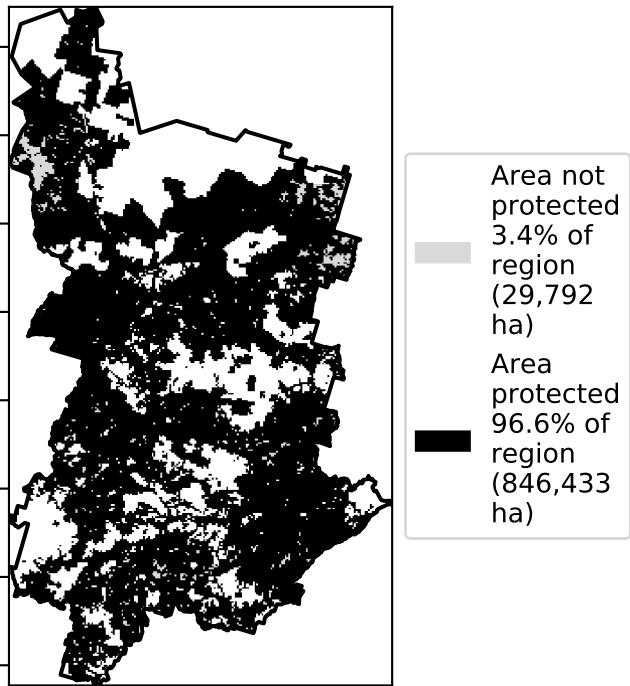 Area not
protected
3.4% of
region
(29,792
ha)
Area
protected
96.6% of
region
(846,433
ha)